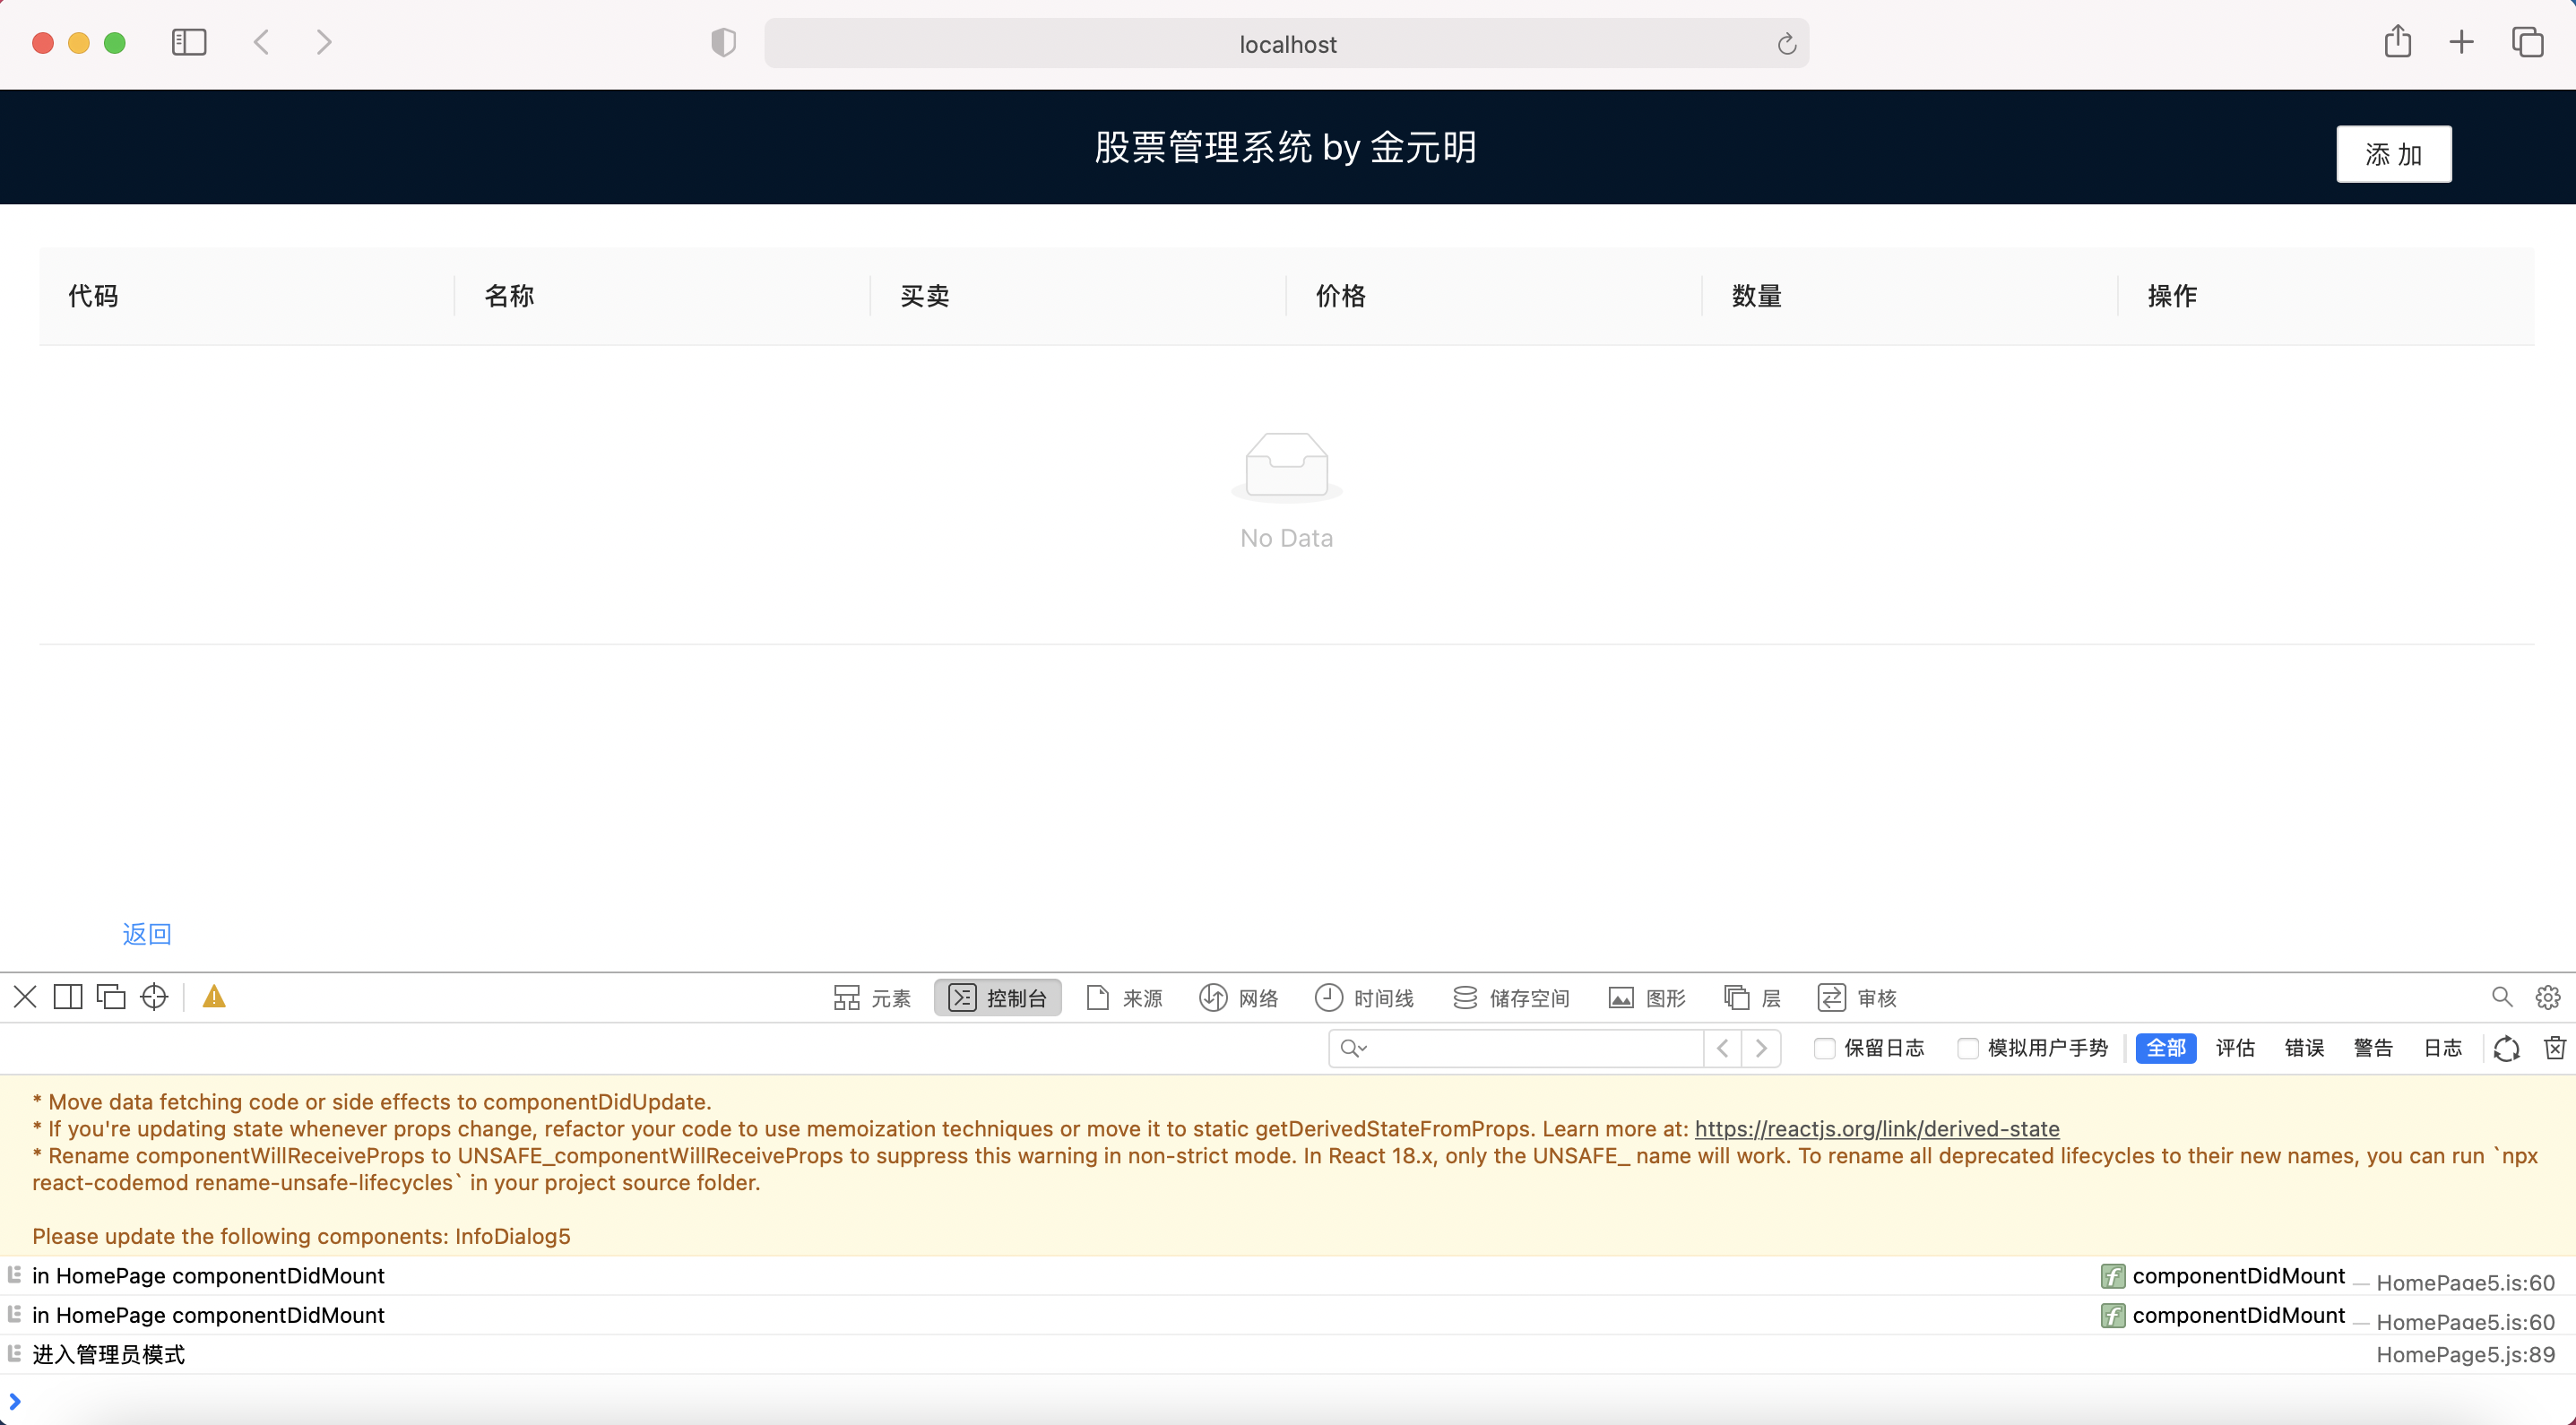 localhost
股票管理系统 by 金元明
添 加
代码 名称 买卖 价格 数量 操作
No Data
返回
元素 控制台 来源 网络 时间线 储存空间 图形 层 审核
保留日志 模拟用户手势 全部 评估 错误 警告 日志
* Move data fetching code or side effects to componentDidUpdate.
* If you're updating state whenever props change, refactor your code to use memoization techniques or move it to static getDerivedStateFromProps. Learn more at: https://reactjs.org/link/derived-state
* Rename componentWillReceiveProps to UNSAFE_componentWillReceiveProps to suppress this warning in non-strict mode. In React 18.x, only the UNSAFE_ name will work. To rename all deprecated lifecycles to their new names, you can run `npx
react-codemod rename-unsafe-lifecycles` in your project source folder.
Please update the following components: InfoDialog5
in HomePage componentDidMount f componentDidMount — HomePage5.js:60
in HomePage componentDidMount f componentDidMount — HomePage5.js:60
进入管理员模式 HomePage5.js:89